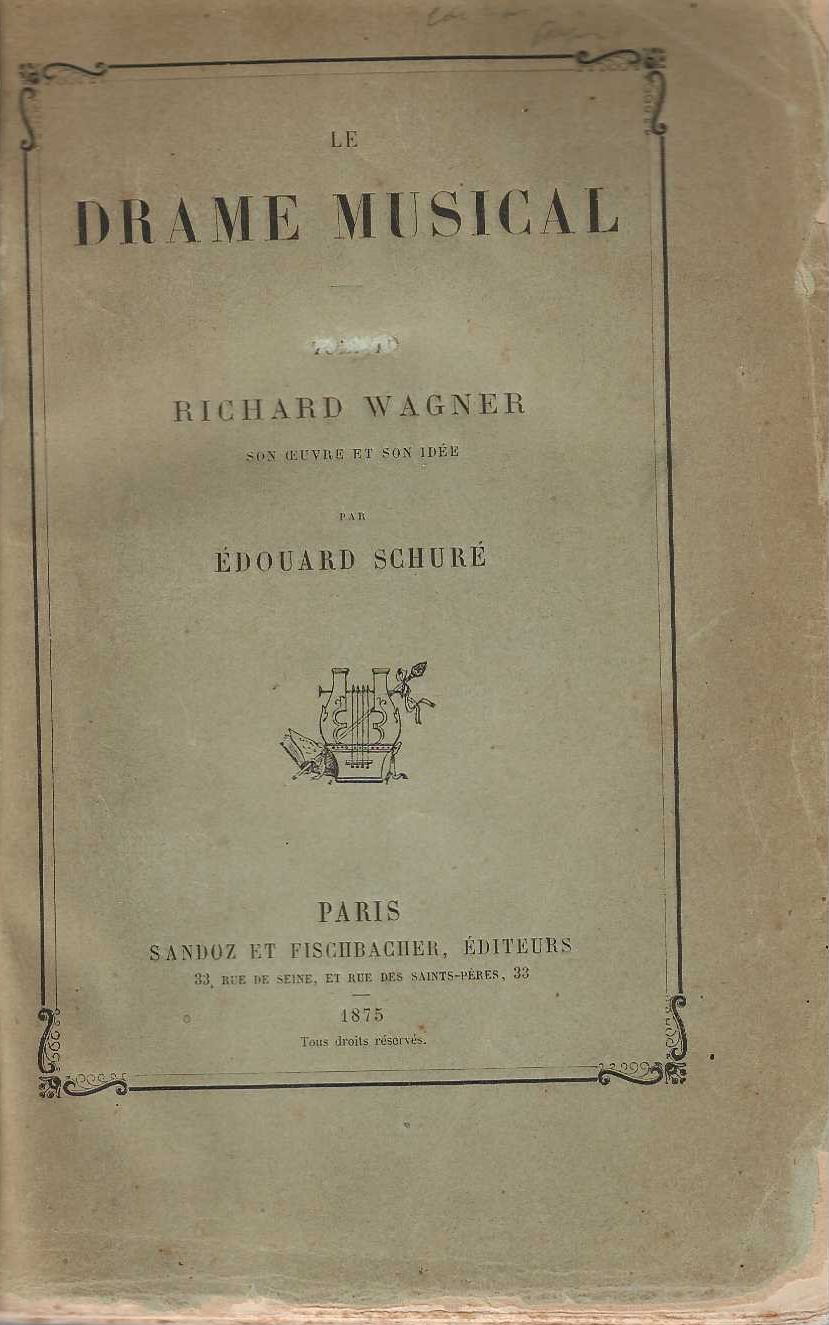 LE
DRAME MUSICAL
RICHARD WAGNER
SON ŒUVRE ET SON IDÉE
PAR
ÉDOUARD SCHURÉ
PARIS
SANDOZ ET FISCHBACHER, ÉDITEURS
33, RUE DE SEINE, ET RUE DES SAINTS-PÈRES, 33
1875
Tous droits réservés.